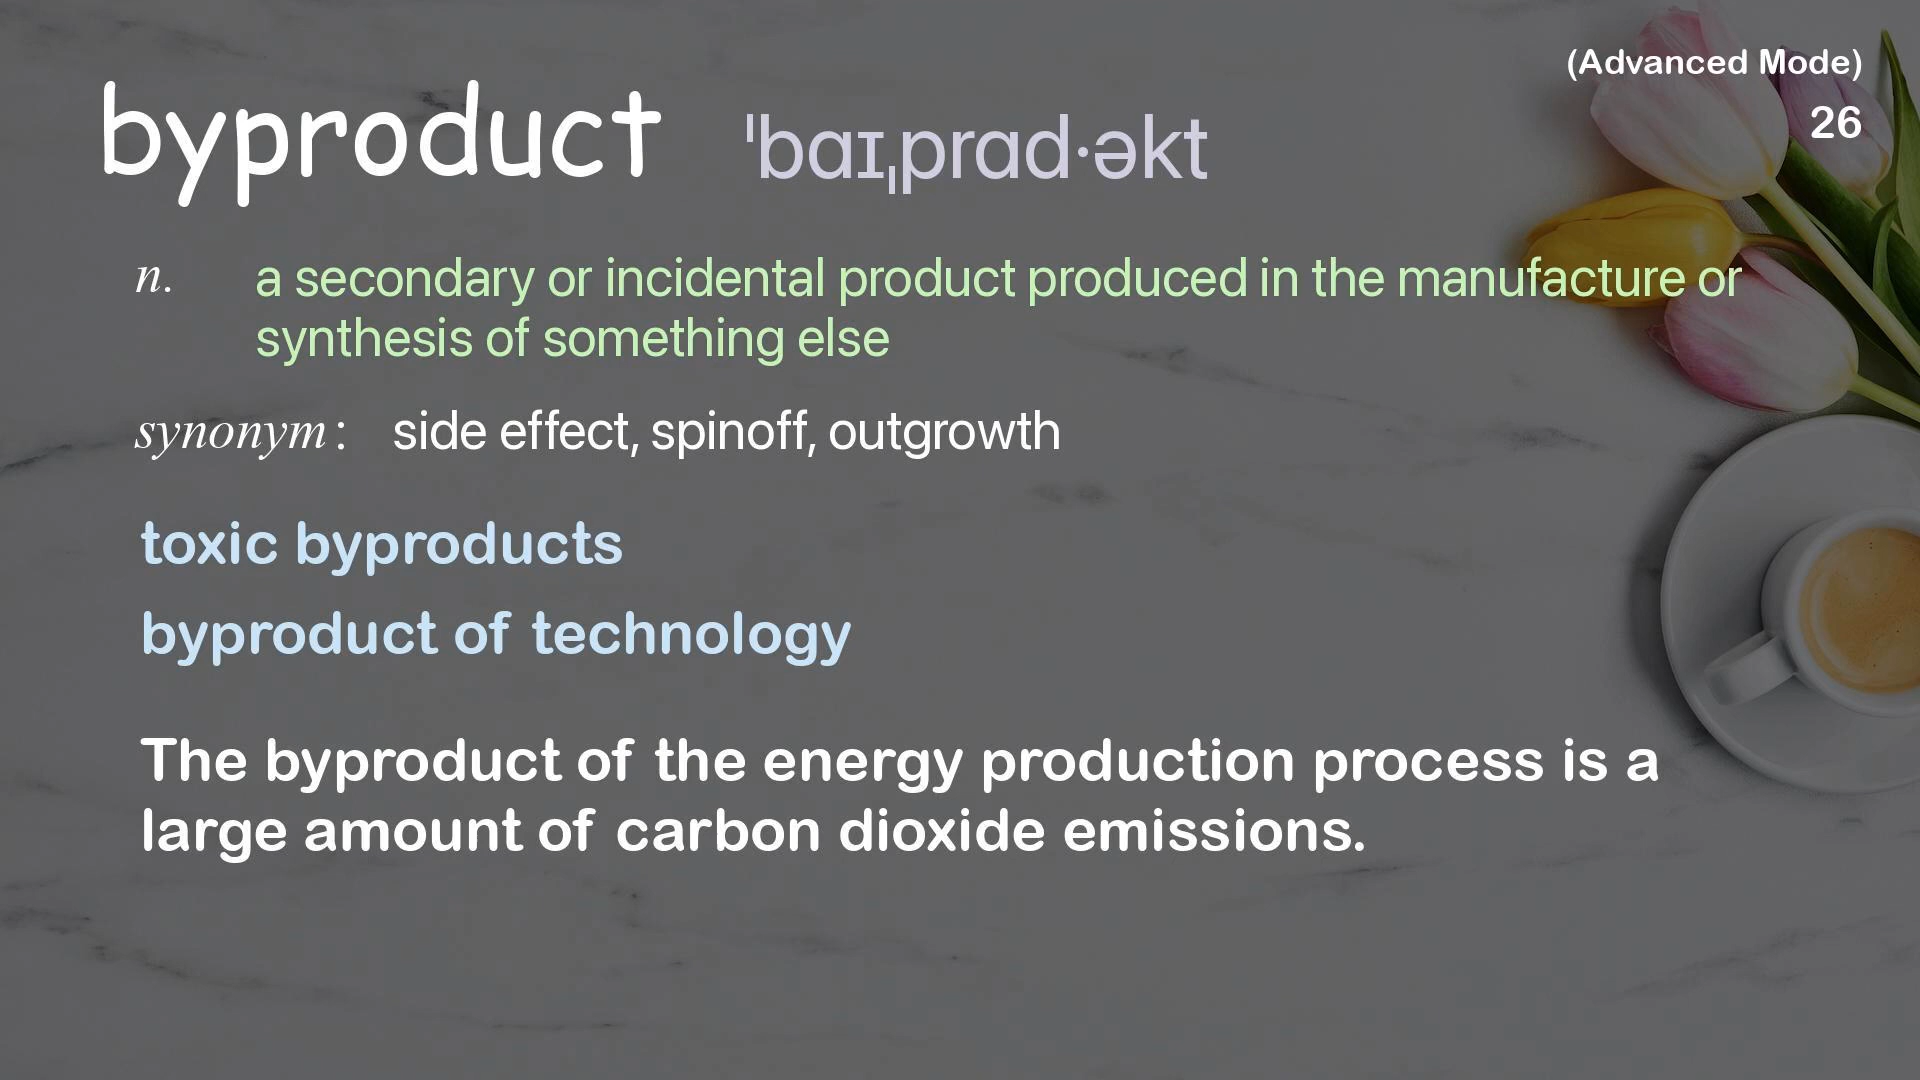 (Advanced Mode)
26
byproduct ˈbaɪˌprɑd·əkt
n. a secondary or incidental product produced in the manufacture or
synthesis of something else
synonym: side effect, spinoff, outgrowth
toxic byproducts
byproduct of technology
The byproduct of the energy production process is a
large amount of carbon dioxide emissions.